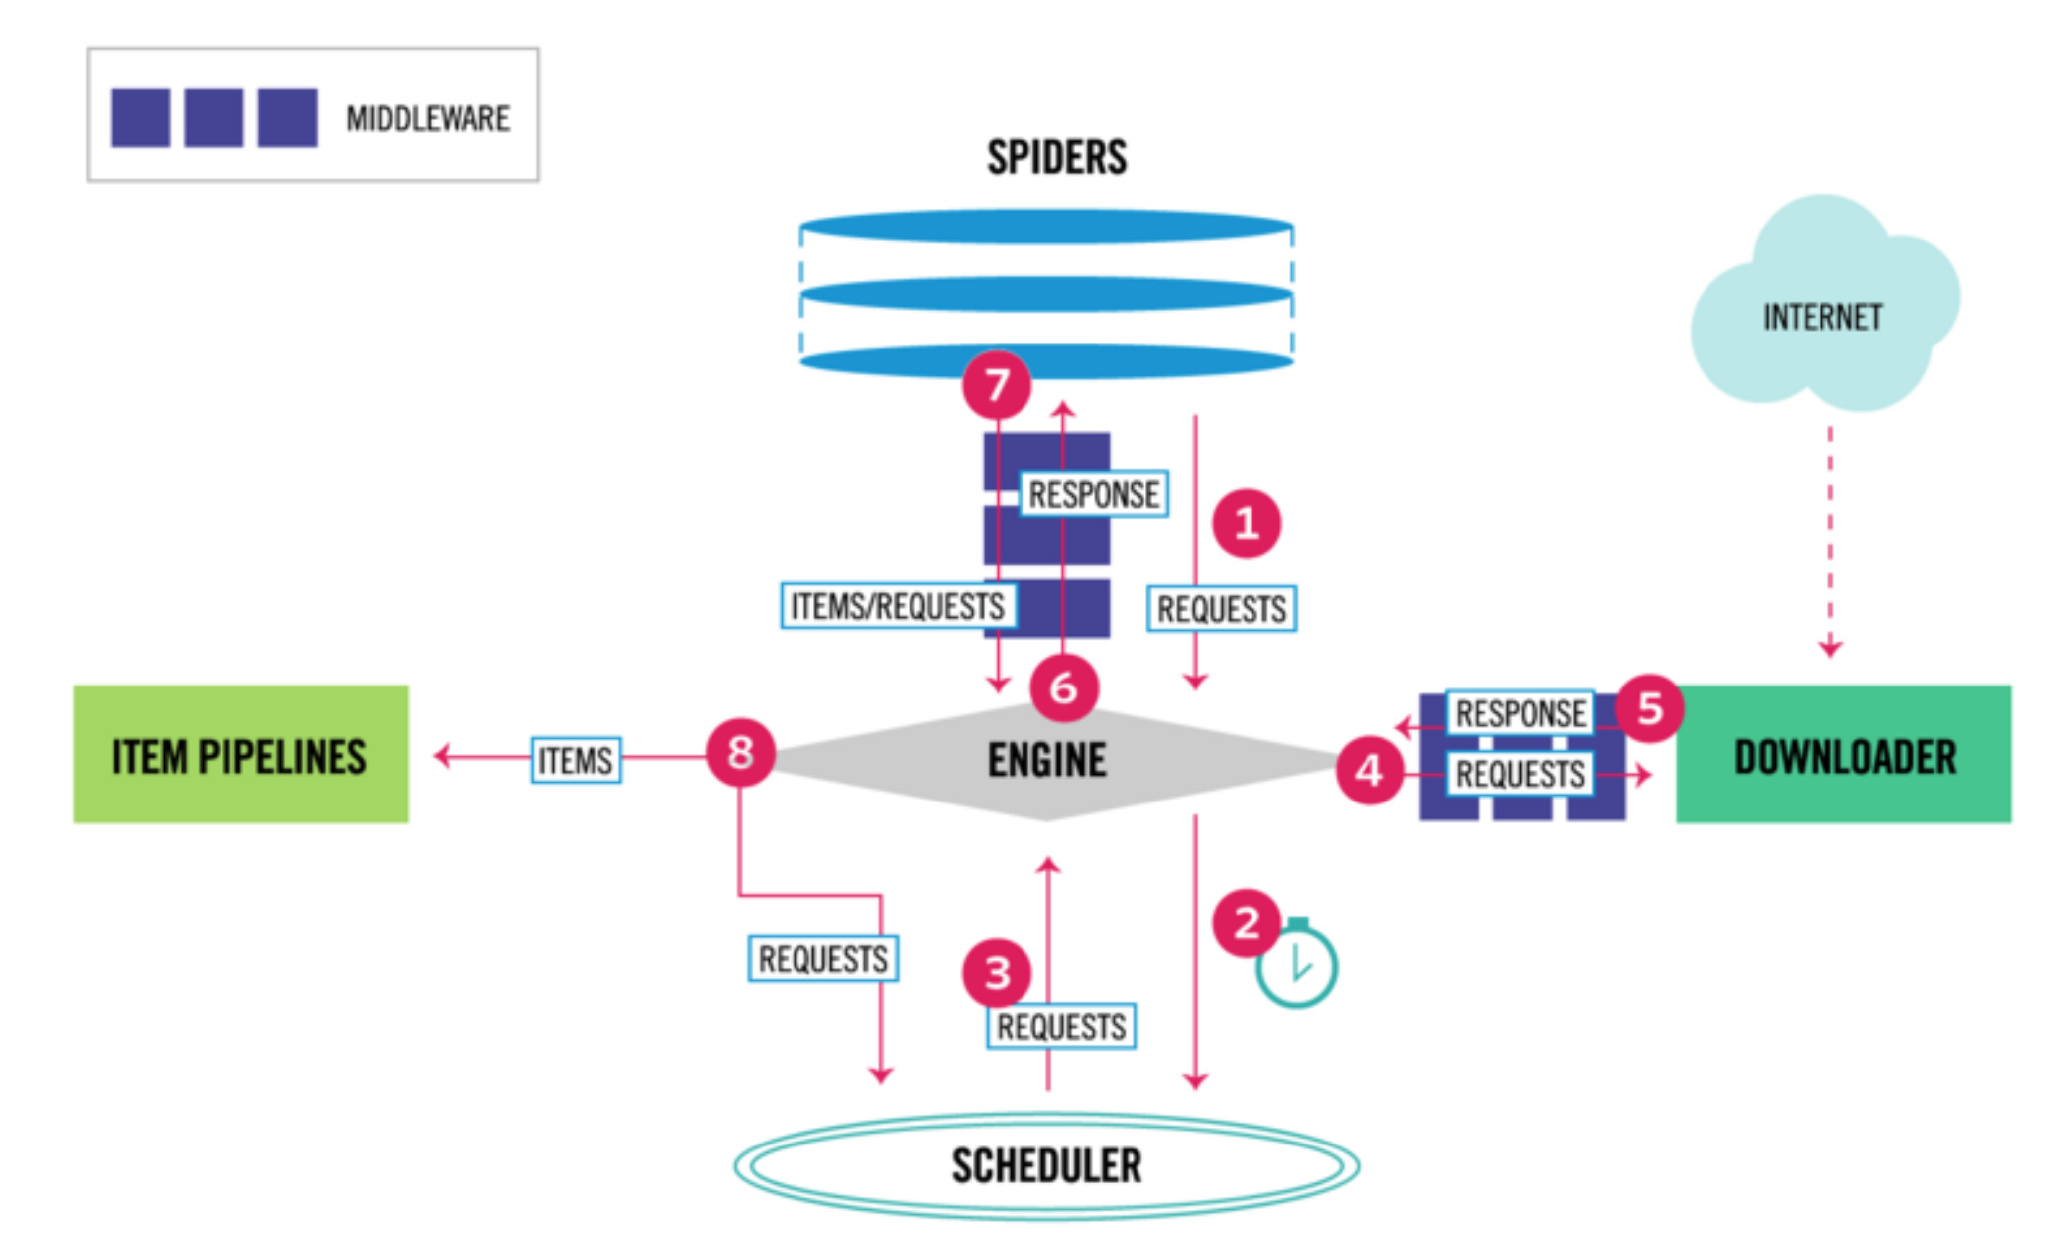 MIDDLEWARE
SPIDERS
INTERNET
7
RESPONSE
1
ITEMS/REQUESTS
REQUESTS
6
5
RESPONSE
ITEM PIPELINES
ITEMS
8
ENGINE
4
REQUESTS
DOWNLOADER
2
REQUESTS
3
REQUESTS
SCHEDULER